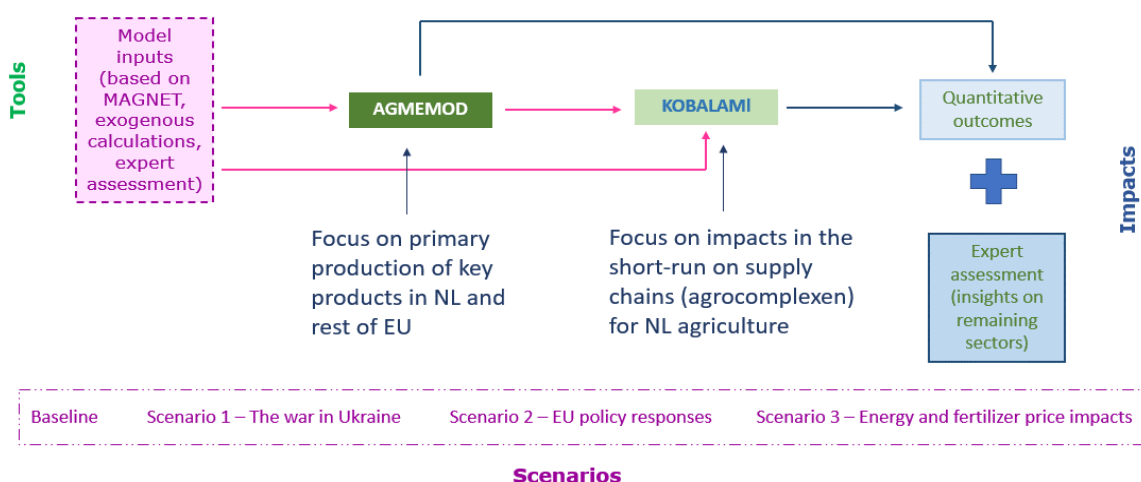 Tools
Model
inputs
(based on
MAGNET,
exogenous
calculations,
expert
assessment)
AGMEMOD
KOBALAMI
Quantitative
outcomes
Impacts
Focus on primary
production of key
products in NL and
rest of EU
Focus on impacts in the
short-run on supply
chains (agrocomplexen)
for NL agriculture
Expert
assessment
(insights on
remaining
sectors)
Baseline Scenario 1 – The war in Ukraine Scenario 2 – EU policy responses Scenario 3 – Energy and fertilizer price impacts
Scenarios